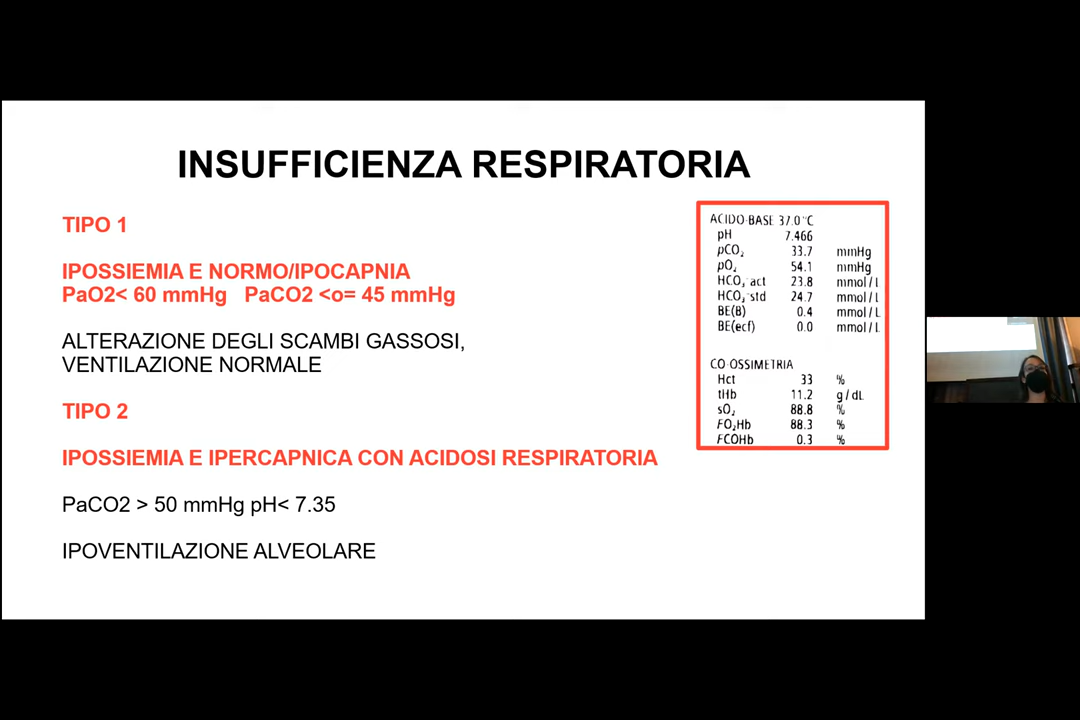 INSUFFICIENZA RESPIRATORIA
TIPO 1
IPOSSIEMIA E NORMO/IPOCAPNIA
PaO2< 60 mmHg PaCO2 <o= 45 mmHg
ALTERAZIONE DEGLI SCAMBI GASSOSI,
VENTILAZIONE NORMALE
TIPO 2
IPOSSIEMIA E IPERCAPNICA CON ACIDOSI RESPIRATORIA
PaCO2 > 50 mmHg pH< 7.35
IPOVENTILAZIONE ALVEOLARE
ACIDO-BASE 37.0°C
pH 7.466
pCO₂ 33.7 mmHg
pO₂ 54.1 mmHg
HCO₃⁻act 23.8 mmol/L
HCO₃⁻std 24.7 mmol/L
BE(B) 0.4 mmol/L
BE(ecf) 0.0 mmol/L
CO-OSSIMETRIA
Hct 33 %
tHb 11.2 g/dL
sO₂ 88.8 %
FO₂Hb 88.3 %
FCOHb 0.3 %